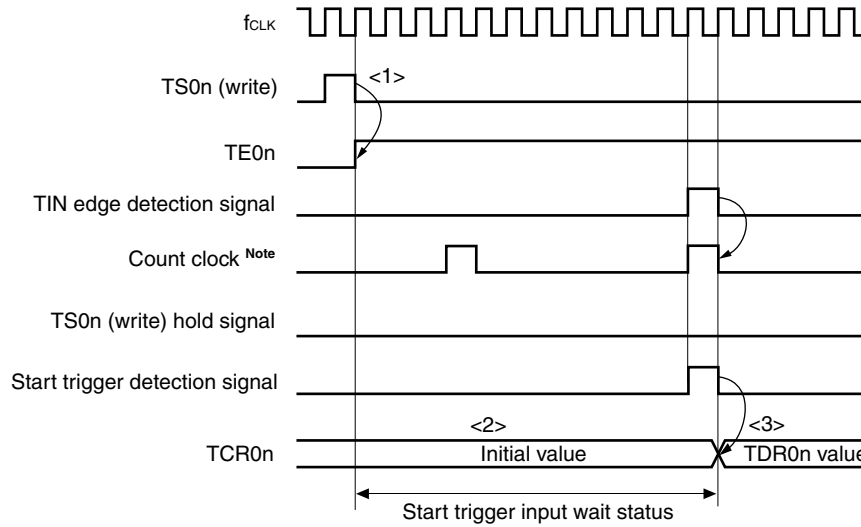 fCLK
TS0n (write)
<1>
TE0n
TIN edge detection signal
Count clock Note
TS0n (write) hold signal
Start trigger detection signal
<2>
<3>
TCR0n
Initial value
TDR0n value
Start trigger input wait status